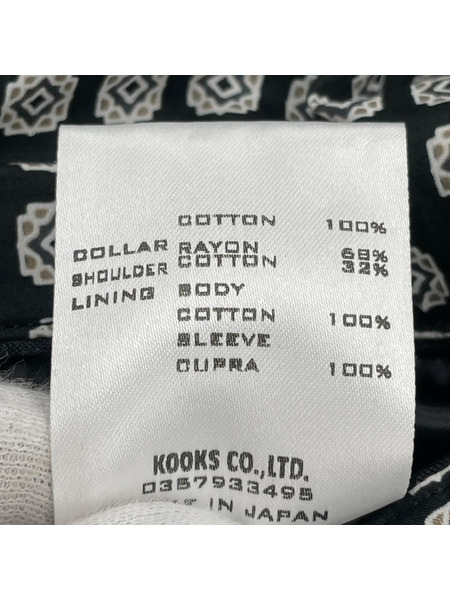 COTTON 100%
COLLAR RAYON 68%
SHOULDER COTTON 32%
LINING BODY
COTTON 100%
SLEEVE
CUPRA 100%
KOOKS CO.,LTD.
0357933495
IN JAPAN